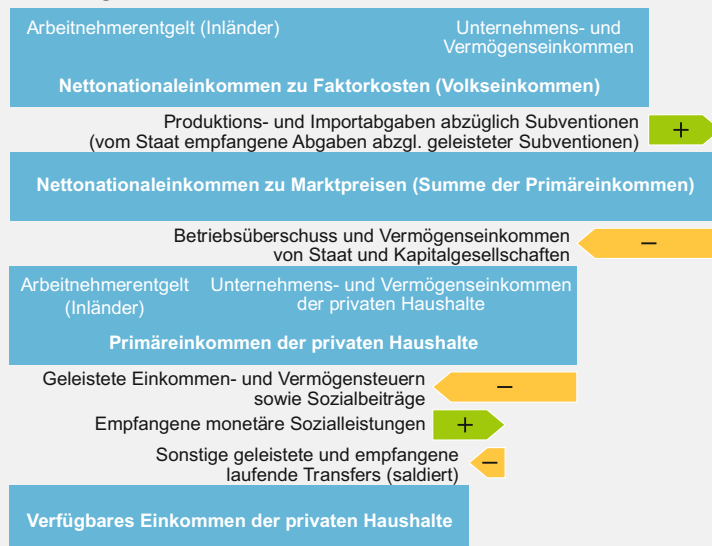 Arbeitnehmerentgelt (Inländer)
Unternehmens- und
Vermögenseinkommen
Nettonationaleinkommen zu Faktorkosten (Volkseinkommen)
Produktions- und Importabgaben abzüglich Subventionen
(vom Staat empfangene Abgaben abzgl. geleisteter Subventionen)
+
Nettonationaleinkommen zu Marktpreisen (Summe der Primäreinkommen)
Betriebsüberschuss und Vermögenseinkommen
von Staat und Kapitalgesellschaften
−
Arbeitnehmerentgelt
(Inländer)
Unternehmens- und Vermögenseinkommen
der privaten Haushalte
Primäreinkommen der privaten Haushalte
Geleistete Einkommen- und Vermögensteuern
sowie Sozialbeiträge
−
Empfangene monetäre Sozialleistungen
+
Sonstige geleistete und empfangene
laufende Transfers (saldiert)
−
Verfügbares Einkommen der privaten Haushalte